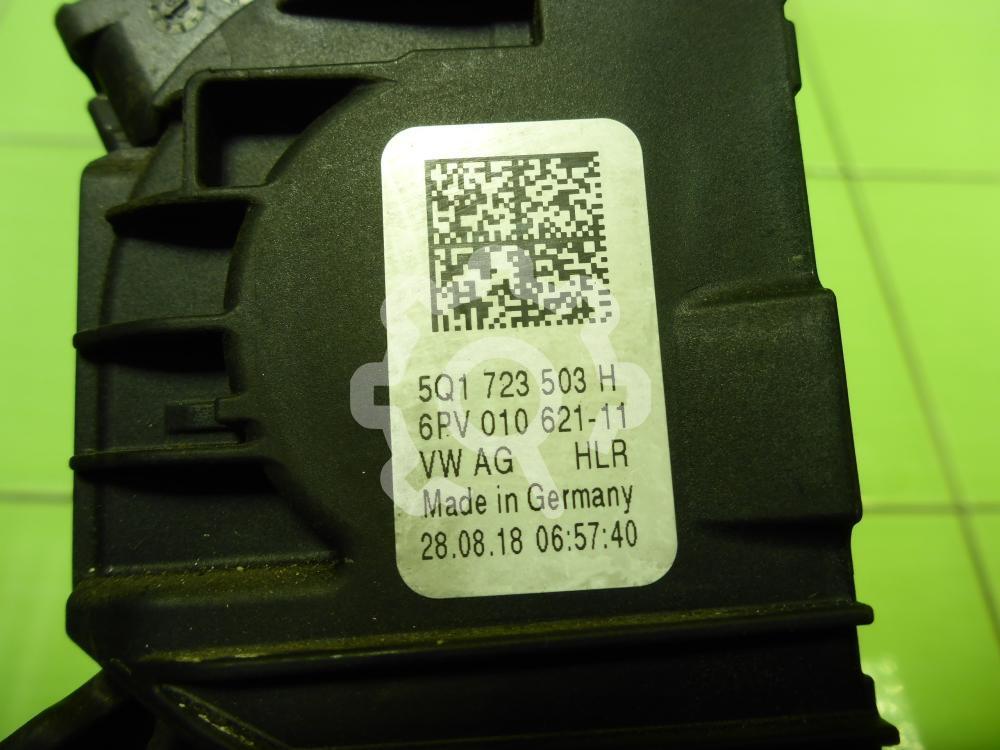 5Q1 723 503 H
6PV 010 621-11
VW AG HLR
Made in Germany
28.08.18 06:57:40